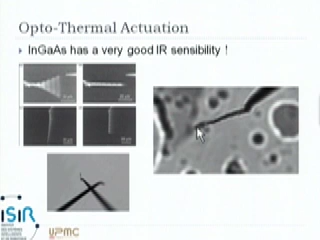 Opto-Thermal Actuation
InGaAs has a very good IR sensibility !
ISIR
UPMC